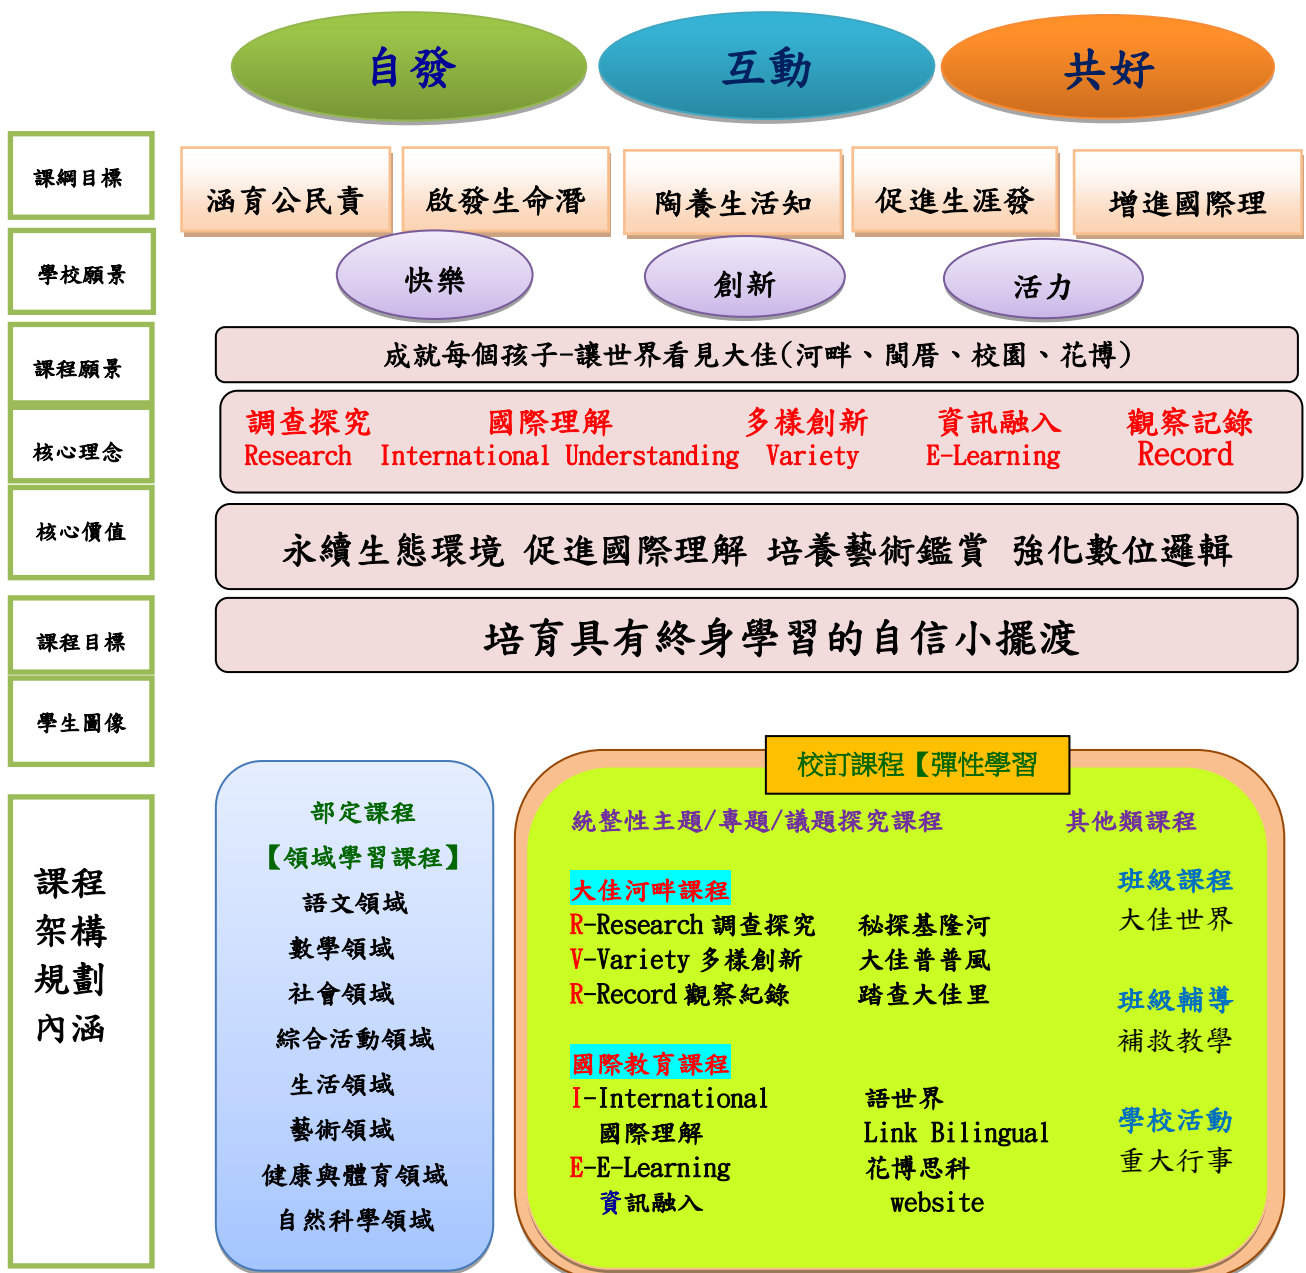 自發 互動 共好
課綱目標
涵育公民責 啟發生命潛 陶養生活知 促進生涯發 增進國際理
學校願景
快樂 創新 活力
課程願景
成就每個孩子-讓世界看見大佳(河畔、閩厝、校園、花博)
核心理念
調查探究 國際理解 多樣創新 資訊融入 觀察記錄
Research International Understanding Variety E-Learning Record
核心價值
永續生態環境 促進國際理解 培養藝術鑑賞 強化數位邏輯
課程目標
培育具有終身學習的自信小擺渡
學生圖像
課程
架構
規劃
內涵
部定課程
【領域學習課程】
語文領域
數學領域
社會領域
綜合活動領域
生活領域
藝術領域
健康與體育領域
自然科學領域
校訂課程【彈性學習
統整性主題/專題/議題探究課程 其他類課程
大佳河畔課程
R-Research 調查探究 秘探基隆河
V-Variety 多樣創新 大佳普普風
R-Record 觀察紀錄 踏查大佳里
國際教育課程
I-International 語世界
國際理解 Link Bilingual
E-E-Learning 花博思科
資訊融入 website
班級課程
大佳世界
班級輔導
補救教學
學校活動
重大行事